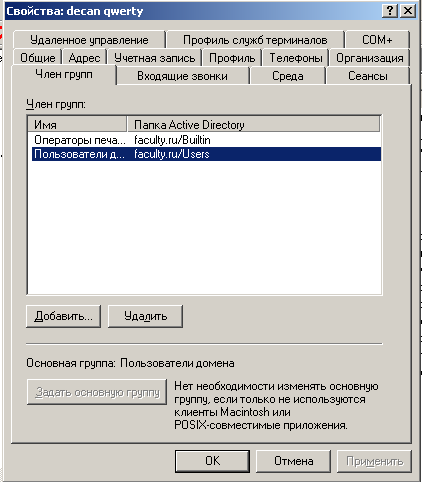 Свойства: decan qwerty
Удаленное управление Профиль служб терминалов COM+
Общие Адрес Учетная запись Профиль Телефоны Организация
Член групп Входящие звонки Среда Сеансы
Член групп:
Имя Папка Active Directory
Операторы печа... faculty.ru/Builtin
Пользователи д... faculty.ru/Users
Добавить... Удалить
Основная группа: Пользователи домена
Задать основную группу
Нет необходимости изменять основную
группу, если только не используются
клиенты Macintosh или
POSIX-совместимые приложения.
OK Отмена Применить